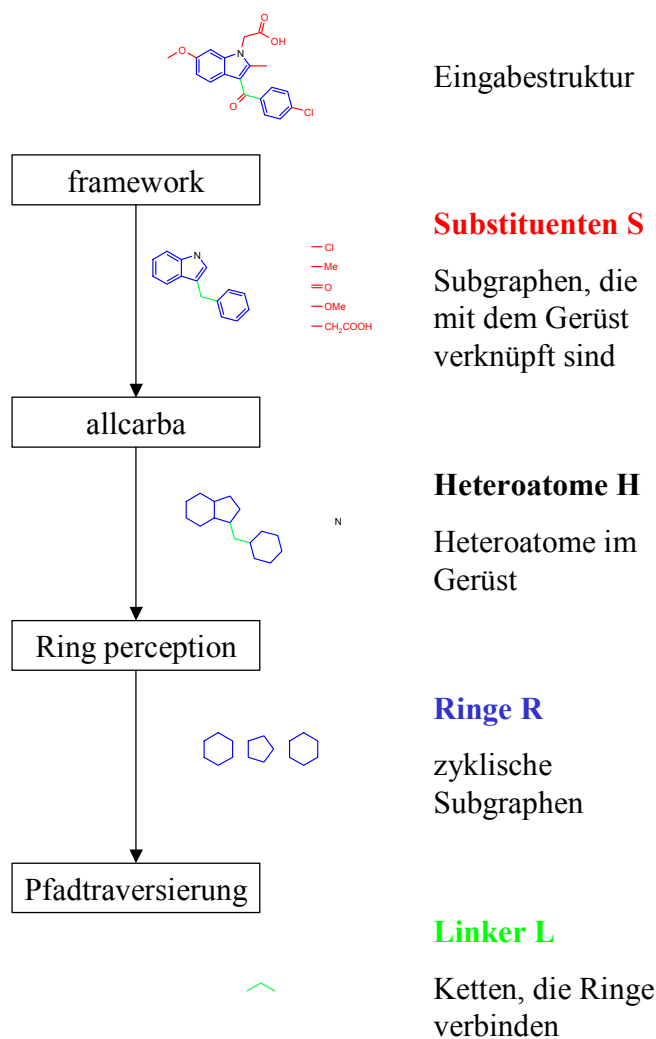 O
OH
O
N
O
Cl
Eingabestruktur
framework
Substituenten S
N
Cl
Me
O
OMe
CH₂COOH
Subgraphen, die
mit dem Gerüst
verknüpft sind
allcarba
Heteroatome H
N
Heteroatome im
Gerüst
Ring perception
Ringe R
zyklische
Subgraphen
Pfadtraversierung
Linker L
Ketten, die Ringe
verbinden